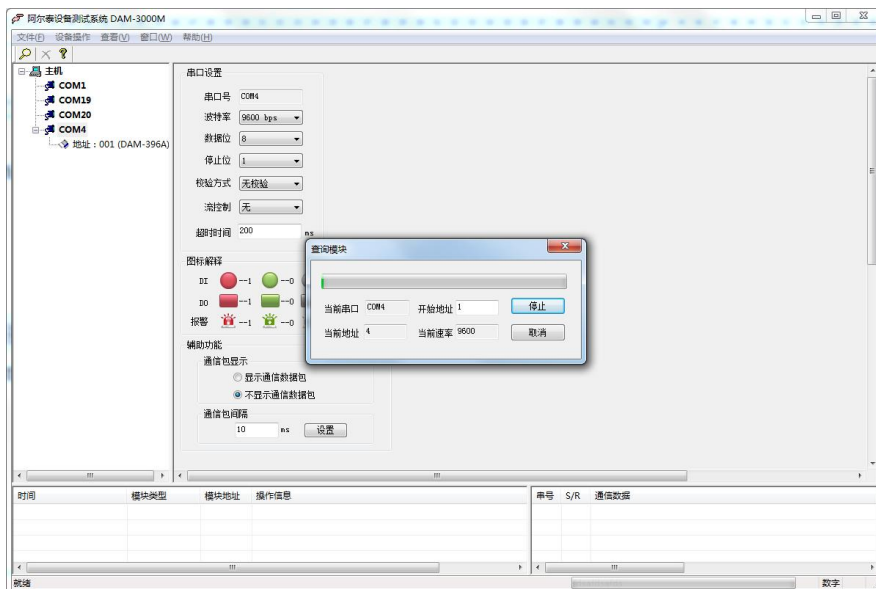 阿尔泰设备测试系统 DAM-3000M
文件(F) 设备操作 查看(V) 窗口(W) 帮助(H)
主机
COM1
COM19
COM20
COM4
地址：001 (DAM-396A)
串口设置
串口号 COM4
波特率 9600 bps
数据位 8
停止位 1
校验方式 无校验
流控制 无
超时时间 200 ms
图标解释
DI --1 --0
DO --1 --0
报警 --1 --0
辅助功能
通信包显示
显示通信数据包
不显示通信数据包
通信包间隔
10 ms 设置
查询模块
当前串口 COM4 开始地址 1 停止
当前地址 4 当前速率 9600 取消
时间 模块类型 模块地址 操作信息
串号 S/R 通信数据
就绪 数字